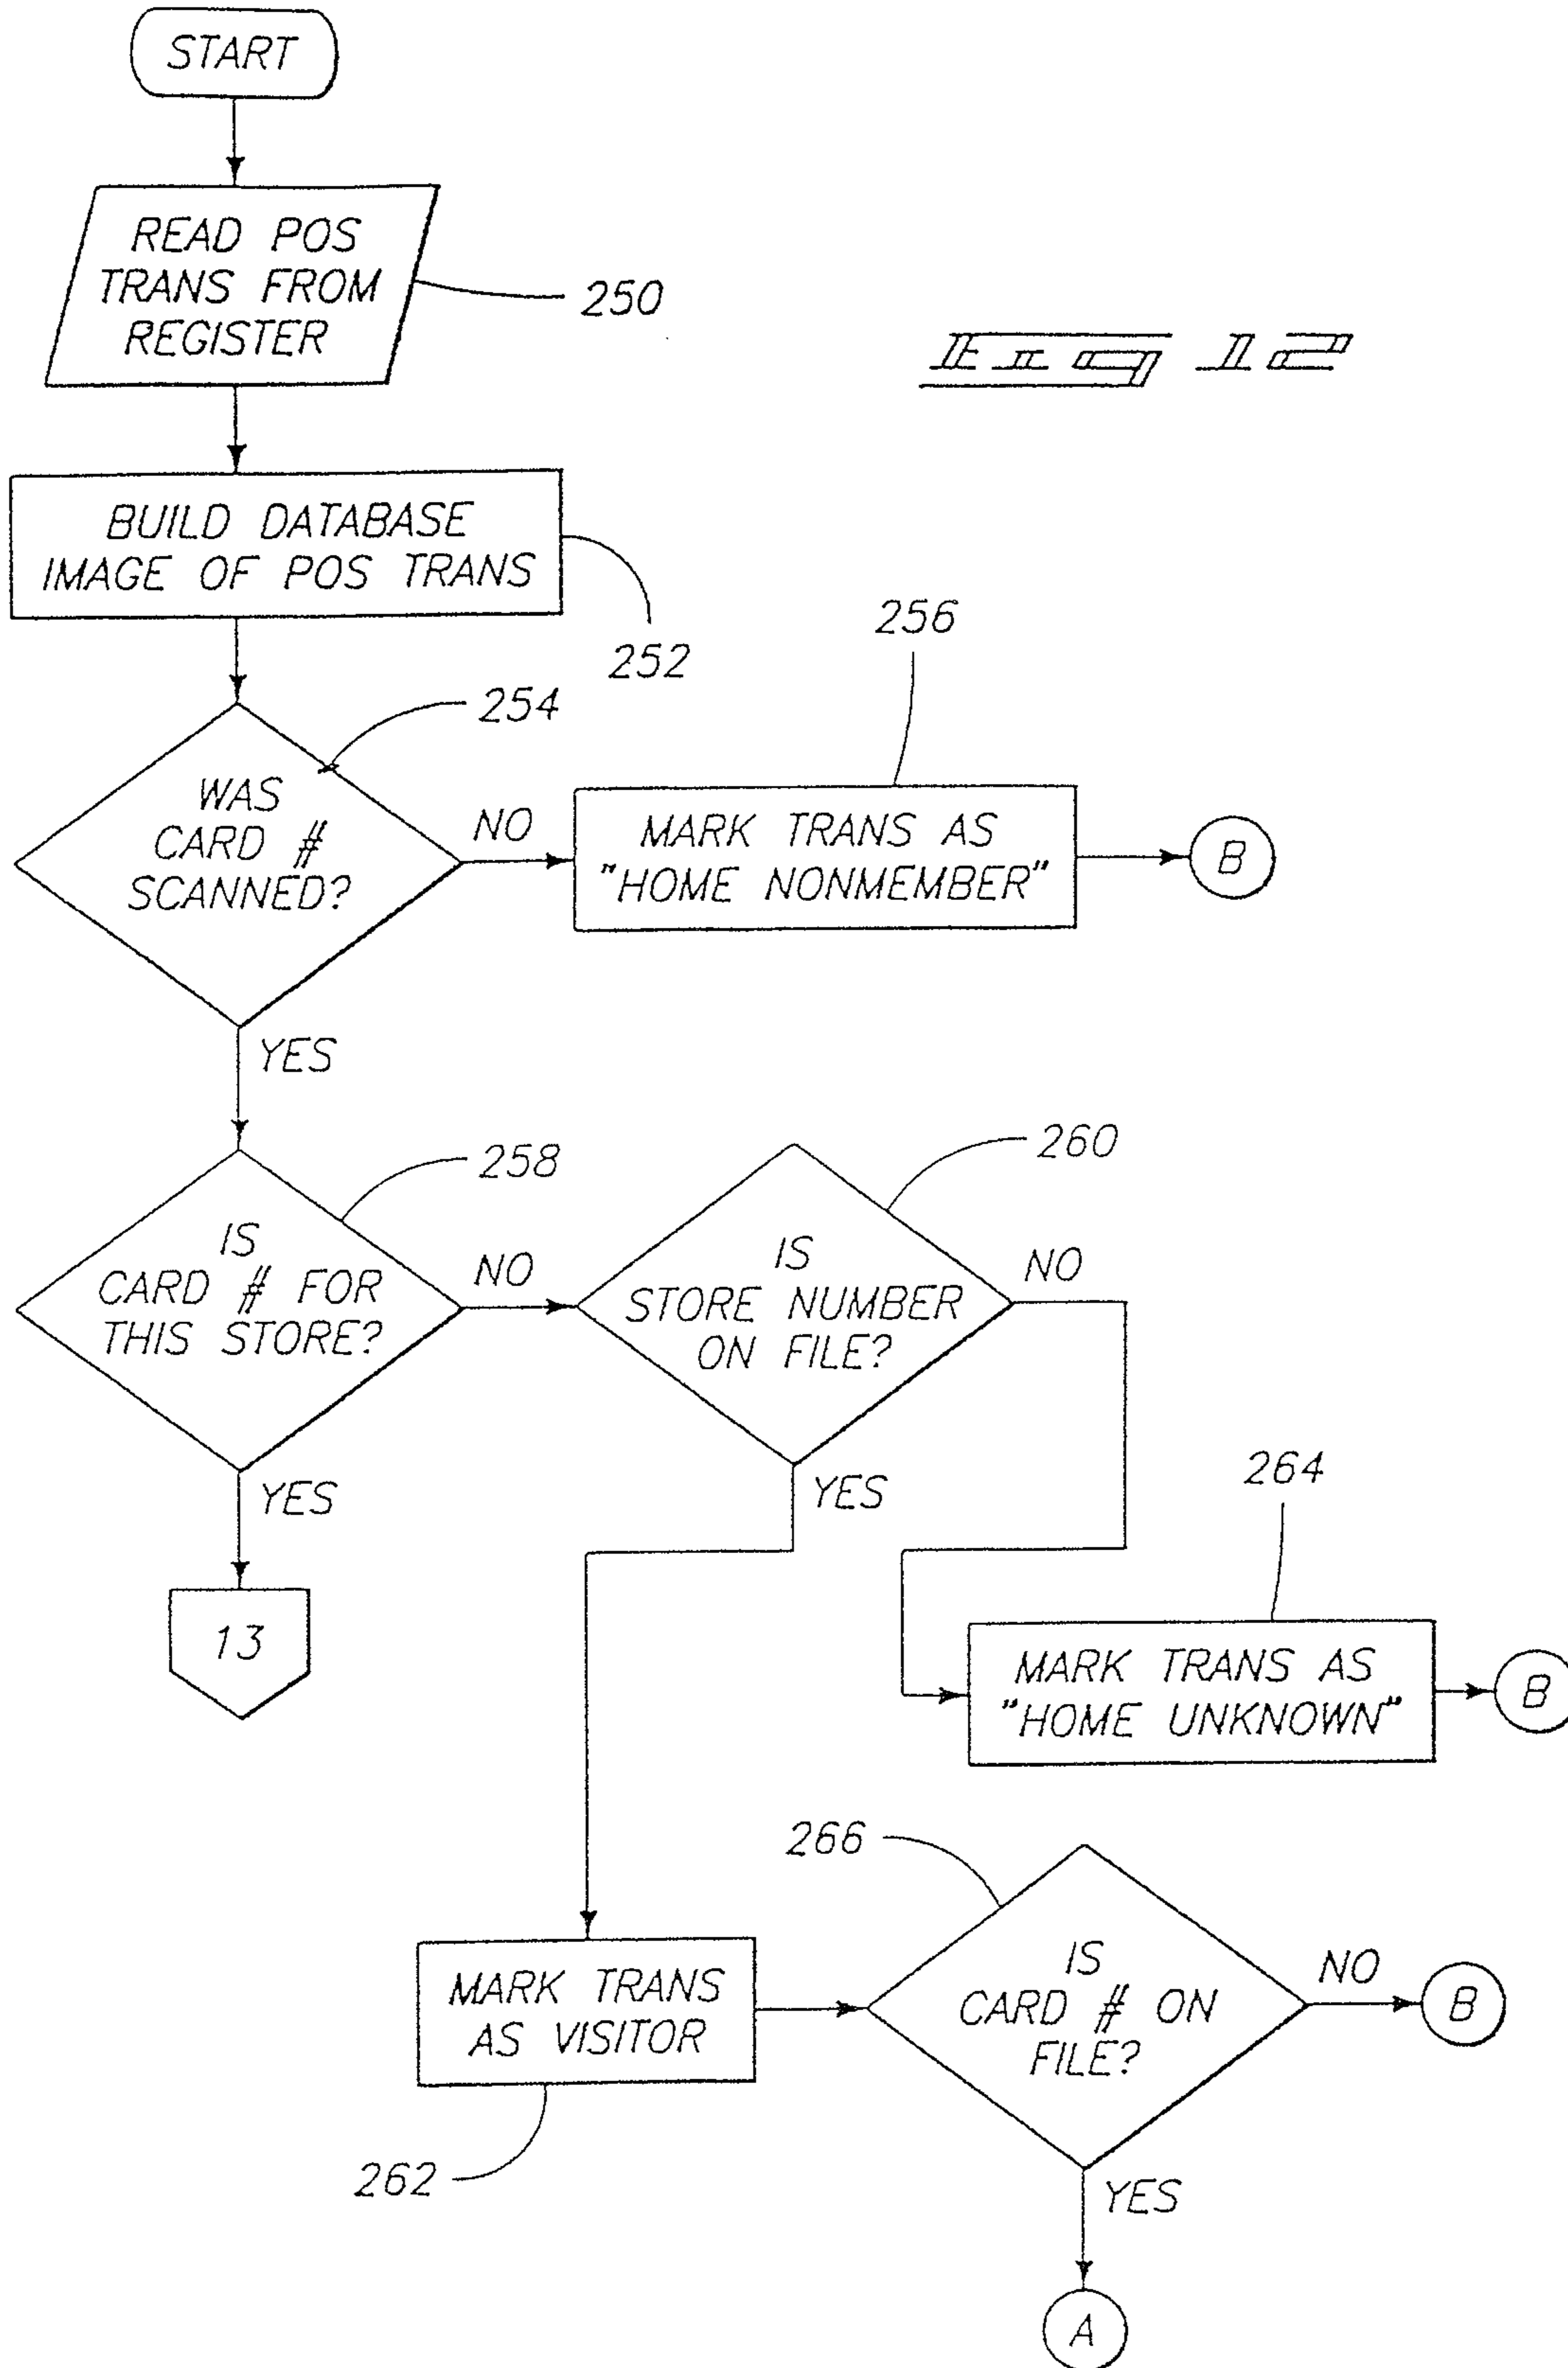 START
READ POS
TRANS FROM
REGISTER
250
Fig 12
BUILD DATABASE
IMAGE OF POS TRANS
252
254
256
WAS
CARD #
SCANNED?
NO
MARK TRANS AS
"HOME NONMEMBER"
B
YES
258
260
IS
CARD # FOR
THIS STORE?
NO
IS
STORE NUMBER
ON FILE?
NO
YES
YES
264
13
MARK TRANS AS
"HOME UNKNOWN"
B
266
MARK TRANS
AS VISITOR
IS
CARD # ON
FILE?
NO
B
262
YES
A